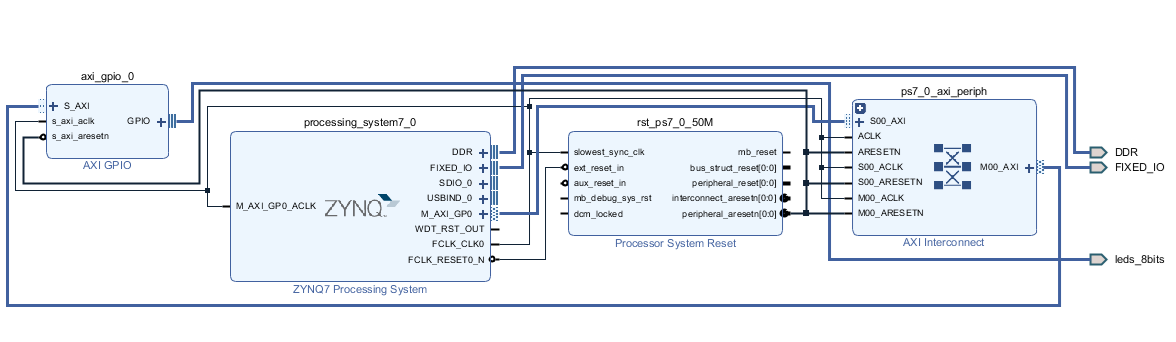 axi_gpio_0
S_AXI
s_axi_aclk
GPIO
s_axi_aresetn
AXI GPIO
processing_system7_0
DDR
FIXED_IO
SDIO_0
USBIND_0
M_AXI_GP0_ACLK
ZYNQ
M_AXI_GP0
WDT_RST_OUT
FCLK_CLK0
FCLK_RESET0_N
ZYNQ7 Processing System
rst_ps7_0_50M
slowest_sync_clk
mb_reset
ext_reset_in
bus_struct_reset[0:0]
aux_reset_in
peripheral_reset[0:0]
mb_debug_sys_rst
interconnect_aresetn[0:0]
dcm_locked
peripheral_aresetn[0:0]
Processor System Reset
ps7_0_axi_periph
S00_AXI
ACLK
ARESETN
S00_ACLK
M00_AXI
S00_ARESETN
M00_ACLK
M00_ARESETN
AXI Interconnect
DDR
FIXED_IO
leds_8bits